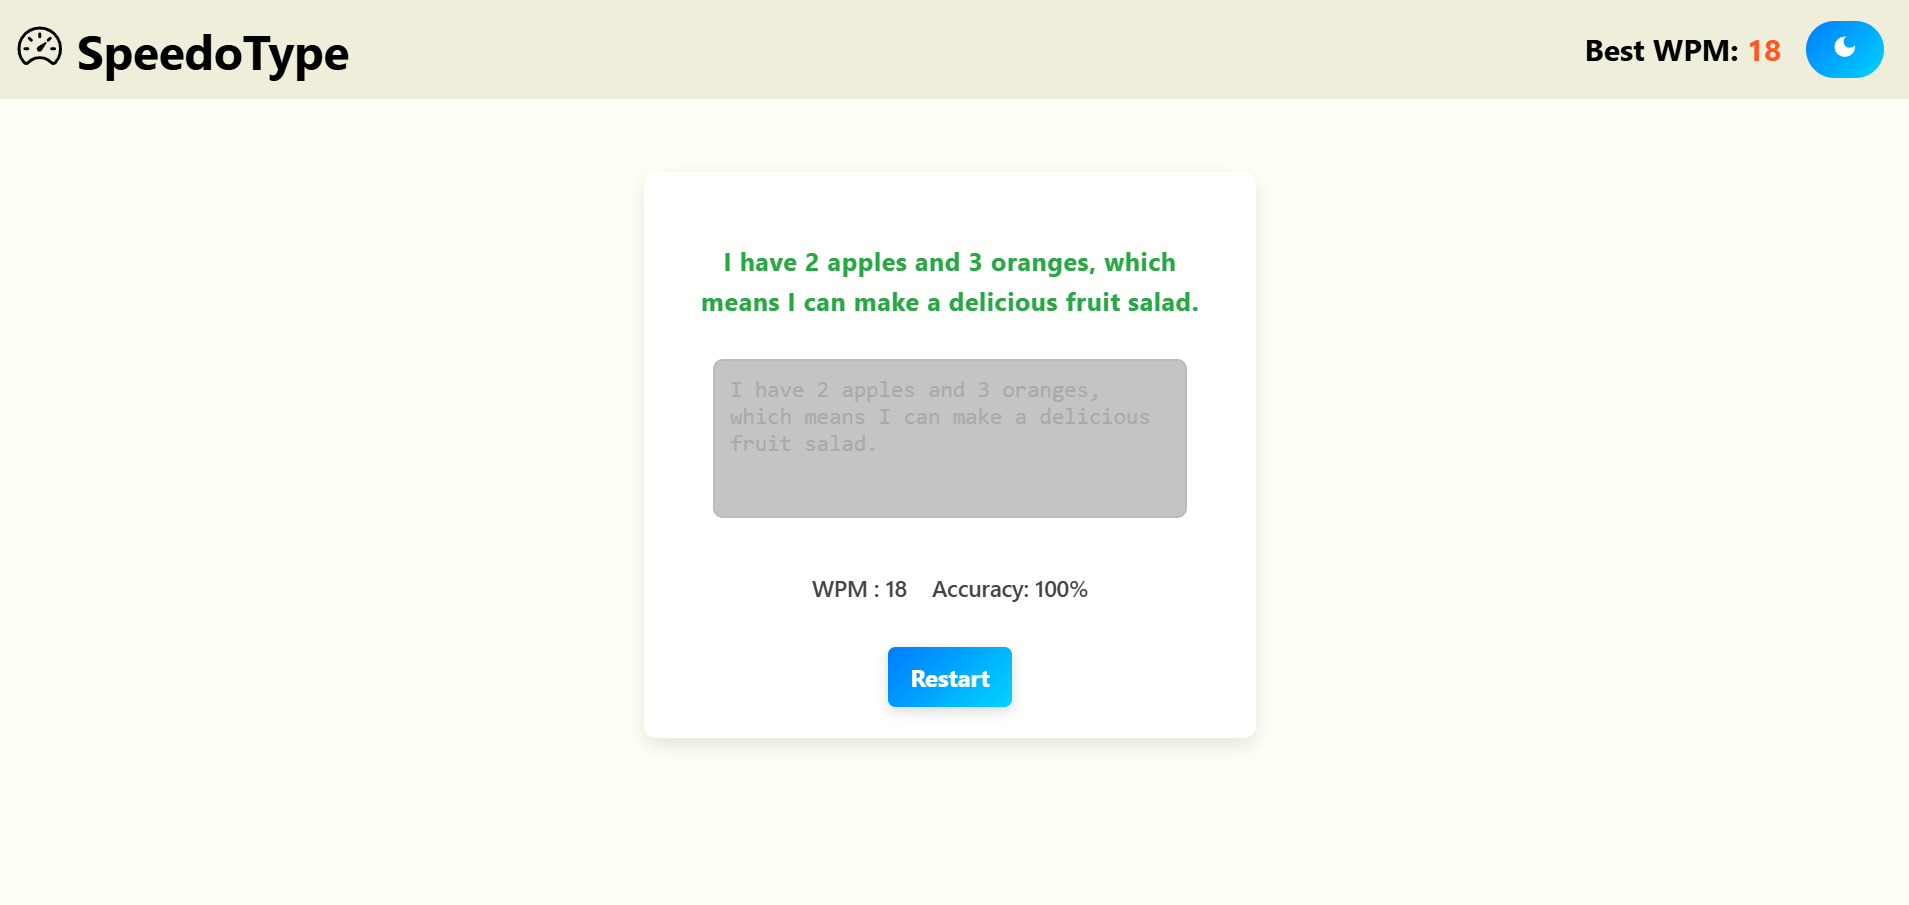 SpeedoType
Best WPM: 18
I have 2 apples and 3 oranges, which
means I can make a delicious fruit salad.
I have 2 apples and 3 oranges,
which means I can make a delicious
fruit salad.
WPM : 18 Accuracy: 100%
Restart